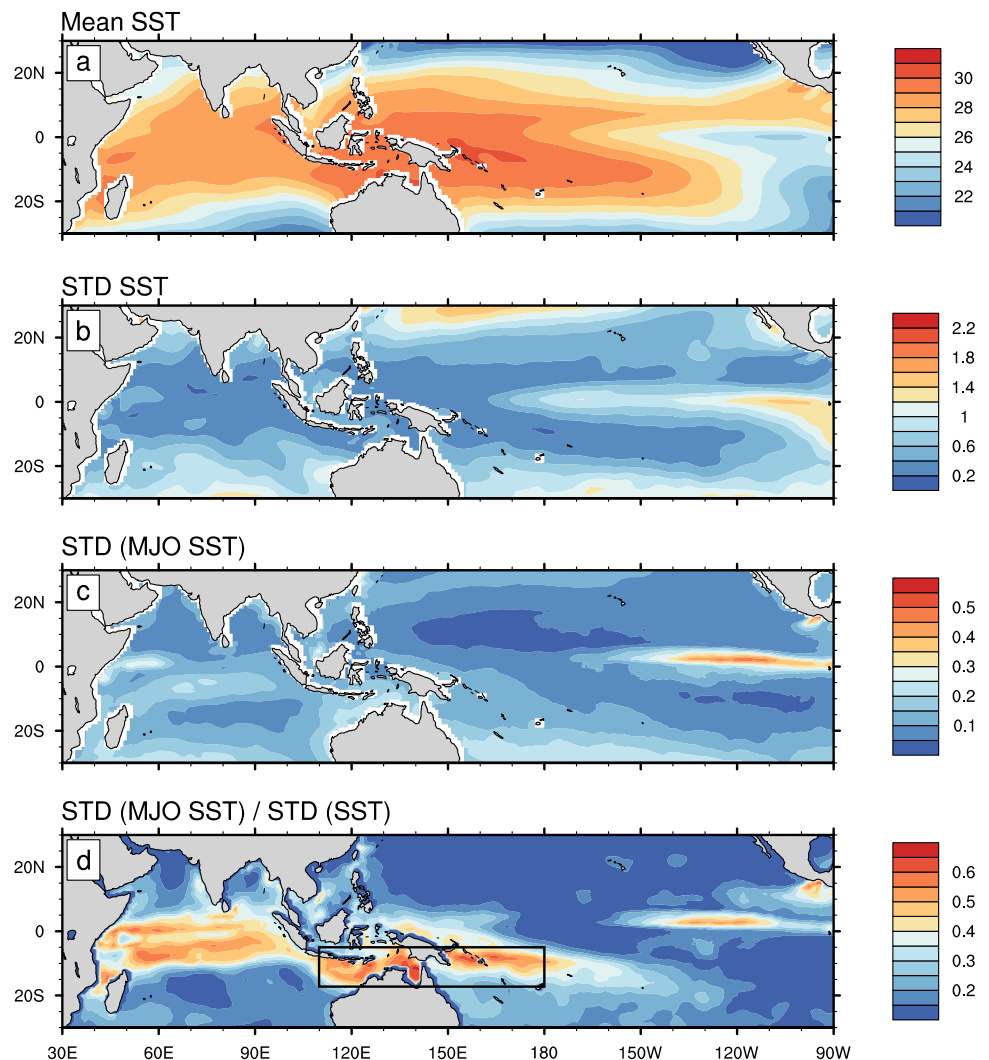 Mean SST
a
20N
0
20S
30
28
26
24
22
STD SST
b
20N
0
20S
2.2
1.8
1.4
1
0.6
0.2
STD (MJO SST)
c
20N
0
20S
0.5
0.4
0.3
0.2
0.1
STD (MJO SST) / STD (SST)
d
20N
0
20S
0.6
0.5
0.4
0.3
0.2
30E 60E 90E 120E 150E 180 150W 120W 90W